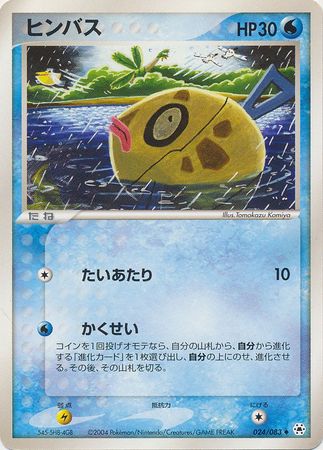 ヒンバス
HP30
たね
Illus.Tomokazu Komiya
たいあたり 10
かくせい
コインを1回投げオモテなら、自分の山札から、自分から進化
する「進化カード」を1枚選び出し、自分の上にのせ、進化させ
る。その後、その山札を切る。
弱点 抵抗力 にげる
545-SH8-4GB
©2004 Pokémon/Nintendo/Creatures/GAME FREAK
024/083